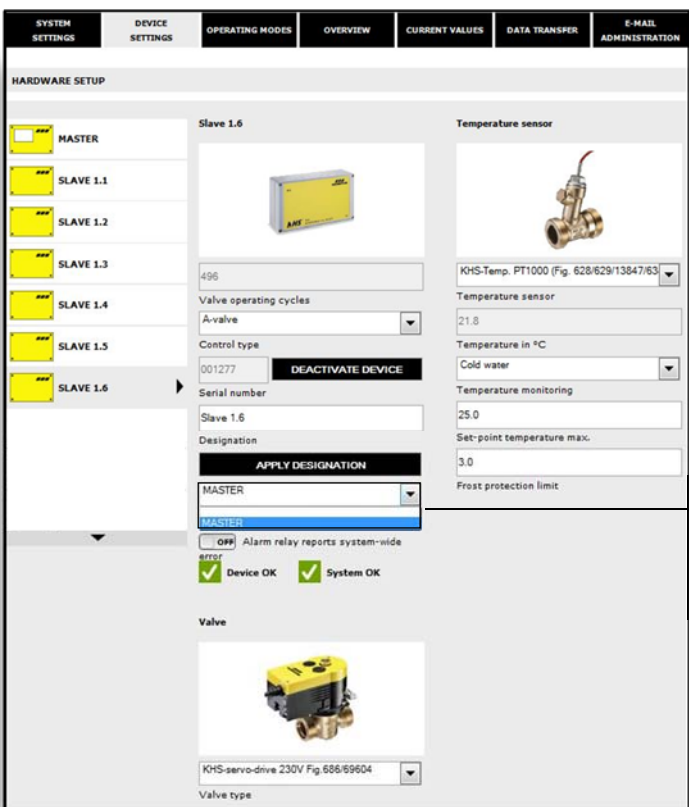 SYSTEM
SETTINGS
DEVICE
SETTINGS
OPERATING MODES
OVERVIEW
CURRENT VALUES
DATA TRANSFER
E-MAIL
ADMINISTRATION
HARDWARE SETUP
MASTER
SLAVE 1.1
SLAVE 1.2
SLAVE 1.3
SLAVE 1.4
SLAVE 1.5
SLAVE 1.6
Slave 1.6
KHS
496
Valve operating cycles
A-valve
Control type
001277
DEACTIVATE DEVICE
Serial number
Slave 1.6
Designation
APPLY DESIGNATION
MASTER
MASTER
OFF Alarm relay reports system-wide
error
Device OK
System OK
Valve
KHS-servo-drive 230V Fig.686/69604
Valve type
Temperature sensor
KHS-Temp. PT1000 (Fig. 628/629/13847/63
Temperature sensor
21.8
Temperature in °C
Cold water
Temperature monitoring
25.0
Set-point temperature max.
3.0
Frost protection limit